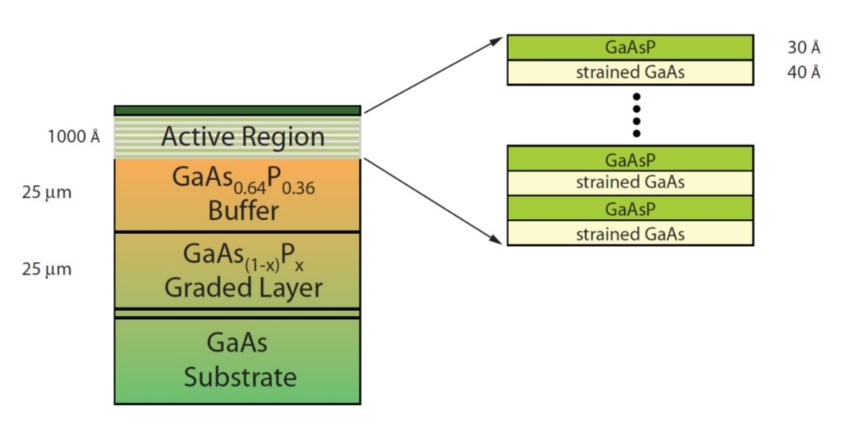 GaAsP 30 Å
strained GaAs 40 Å
1000 Å Active Region
GaAs0.64P0.36
Buffer
25 μm
GaAs(1-x)Px
Graded Layer
25 μm
GaAs
Substrate
GaAsP
strained GaAs
GaAsP
strained GaAs